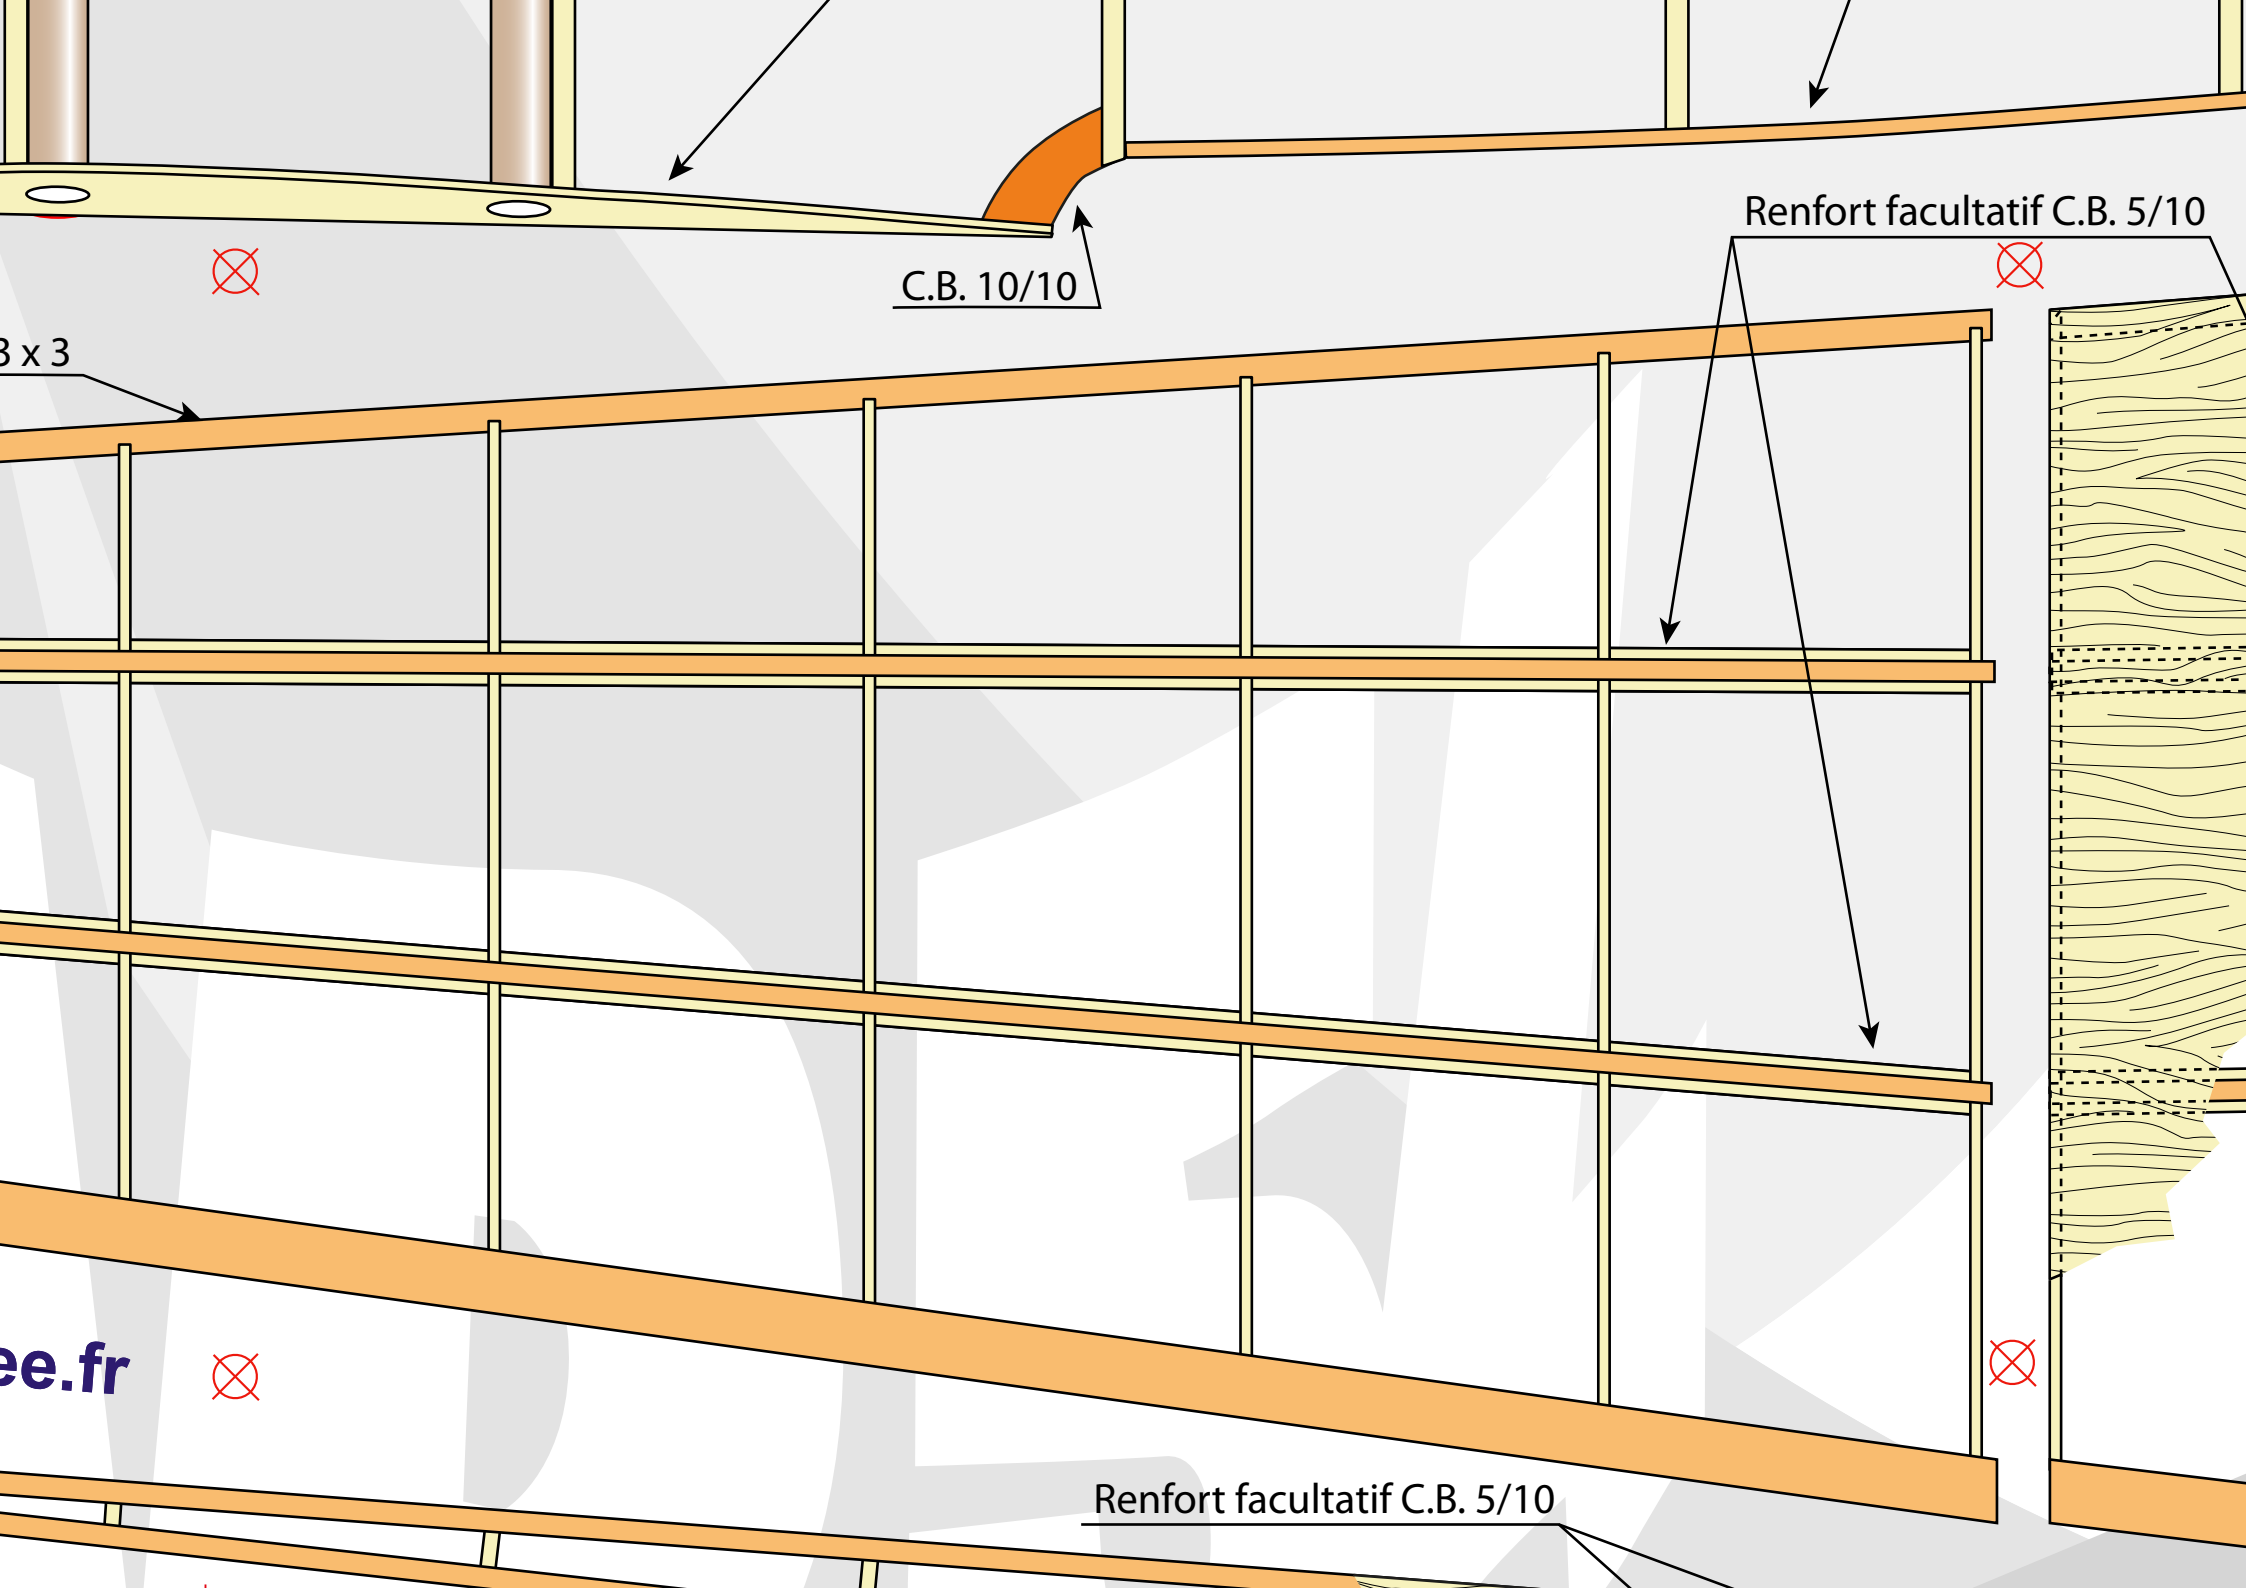 Renfort facultatif C.B. 5/10
C.B. 10/10
3 x 3
ee.fr
Renfort facultatif C.B. 5/10